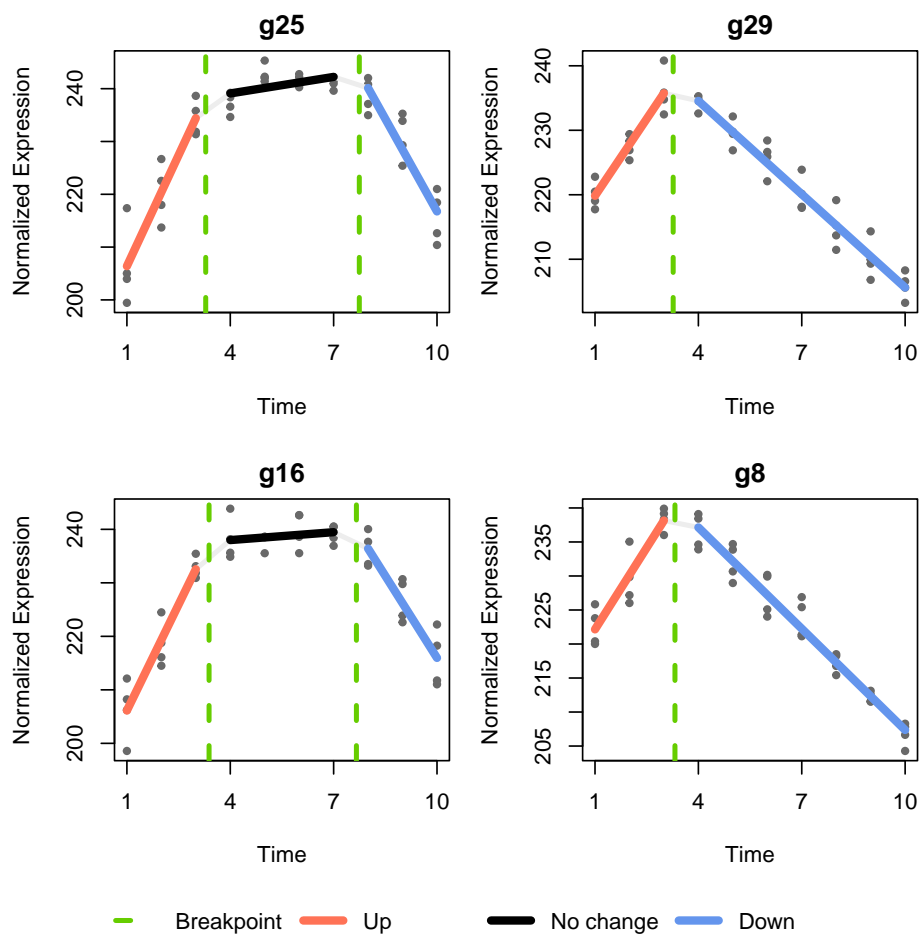 g25
Normalized Expression
200
220
240
1 4 7 10
Time
g29
Normalized Expression
210
220
230
240
1 4 7 10
Time
g16
Normalized Expression
200
220
240
1 4 7 10
Time
g8
Normalized Expression
205
215
225
235
1 4 7 10
Time
Breakpoint Up No change Down